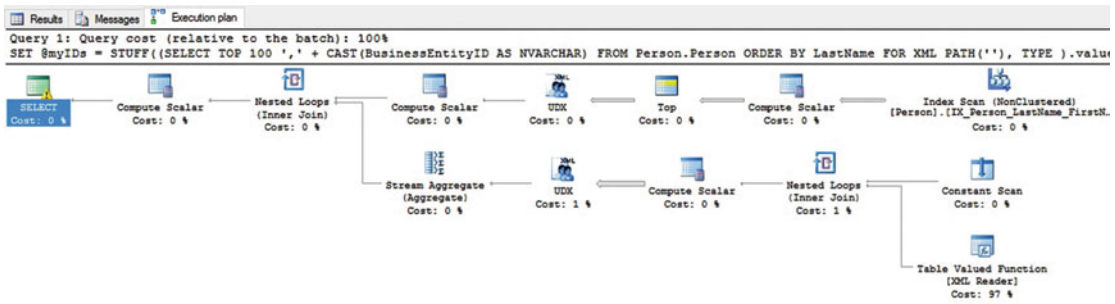 Results Messages Execution plan
Query 1: Query cost (relative to the batch): 100%
SET @myIDs = STUFF((SELECT TOP 100 ',' + CAST(BusinessEntityID AS NVARCHAR) FROM Person.Person ORDER BY LastName FOR XML PATH(''), TYPE ).value
SELECT
Cost: 0 %
Compute Scalar
Cost: 0 %
Nested Loops
(Inner Join)
Cost: 0 %
Compute Scalar
Cost: 0 %
XML
UDX
Cost: 0 %
Top
Cost: 0 %
Compute Scalar
Cost: 0 %
Index Scan (NonClustered)
[Person].[IX_Person_LastName_FirstN…
Cost: 0 %
Stream Aggregate
(Aggregate)
Cost: 0 %
XML
UDX
Cost: 1 %
Compute Scalar
Cost: 0 %
Nested Loops
(Inner Join)
Cost: 1 %
Constant Scan
Cost: 0 %
Table Valued Function
[XML Reader]
Cost: 97 %